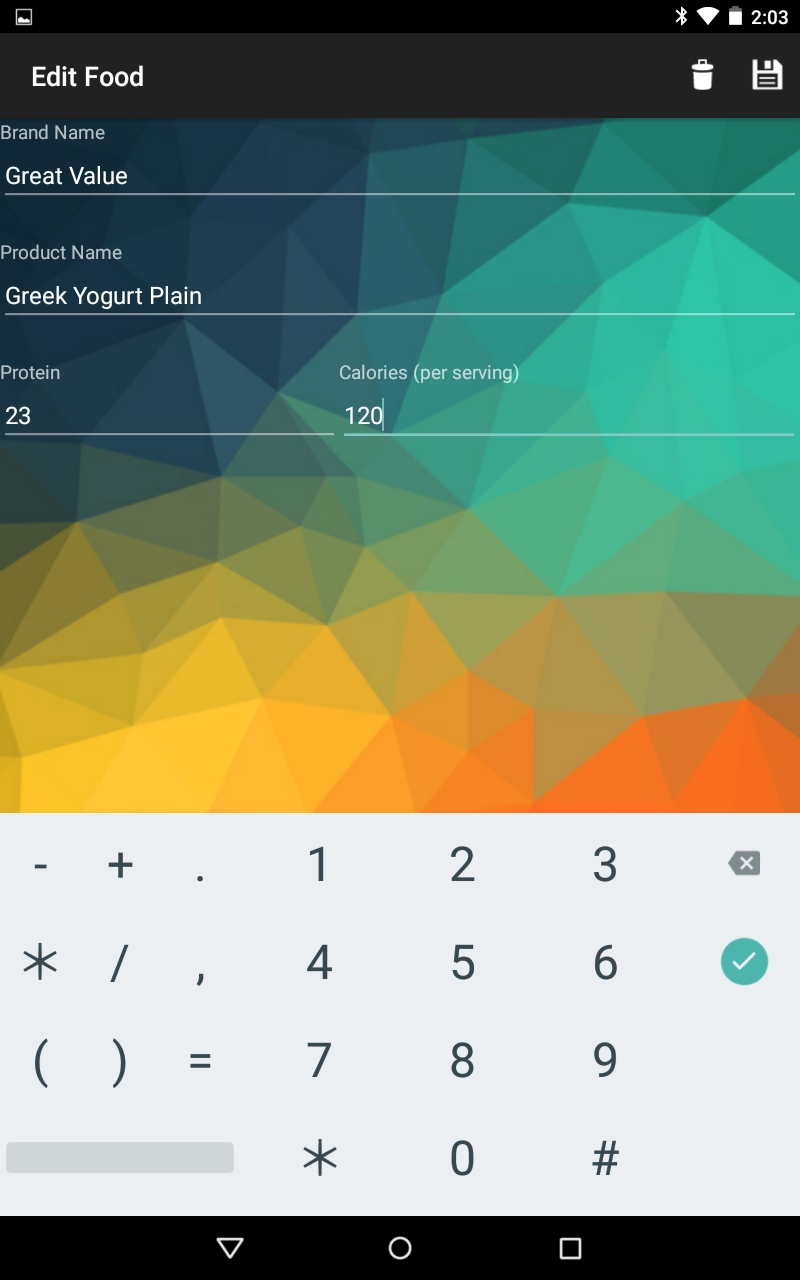 2:03
Edit Food
Brand Name
Great Value
Product Name
Greek Yogurt Plain
Protein Calories (per serving)
23 120
- + . 1 2 3
* / , 4 5 6
( ) = 7 8 9
* 0 #